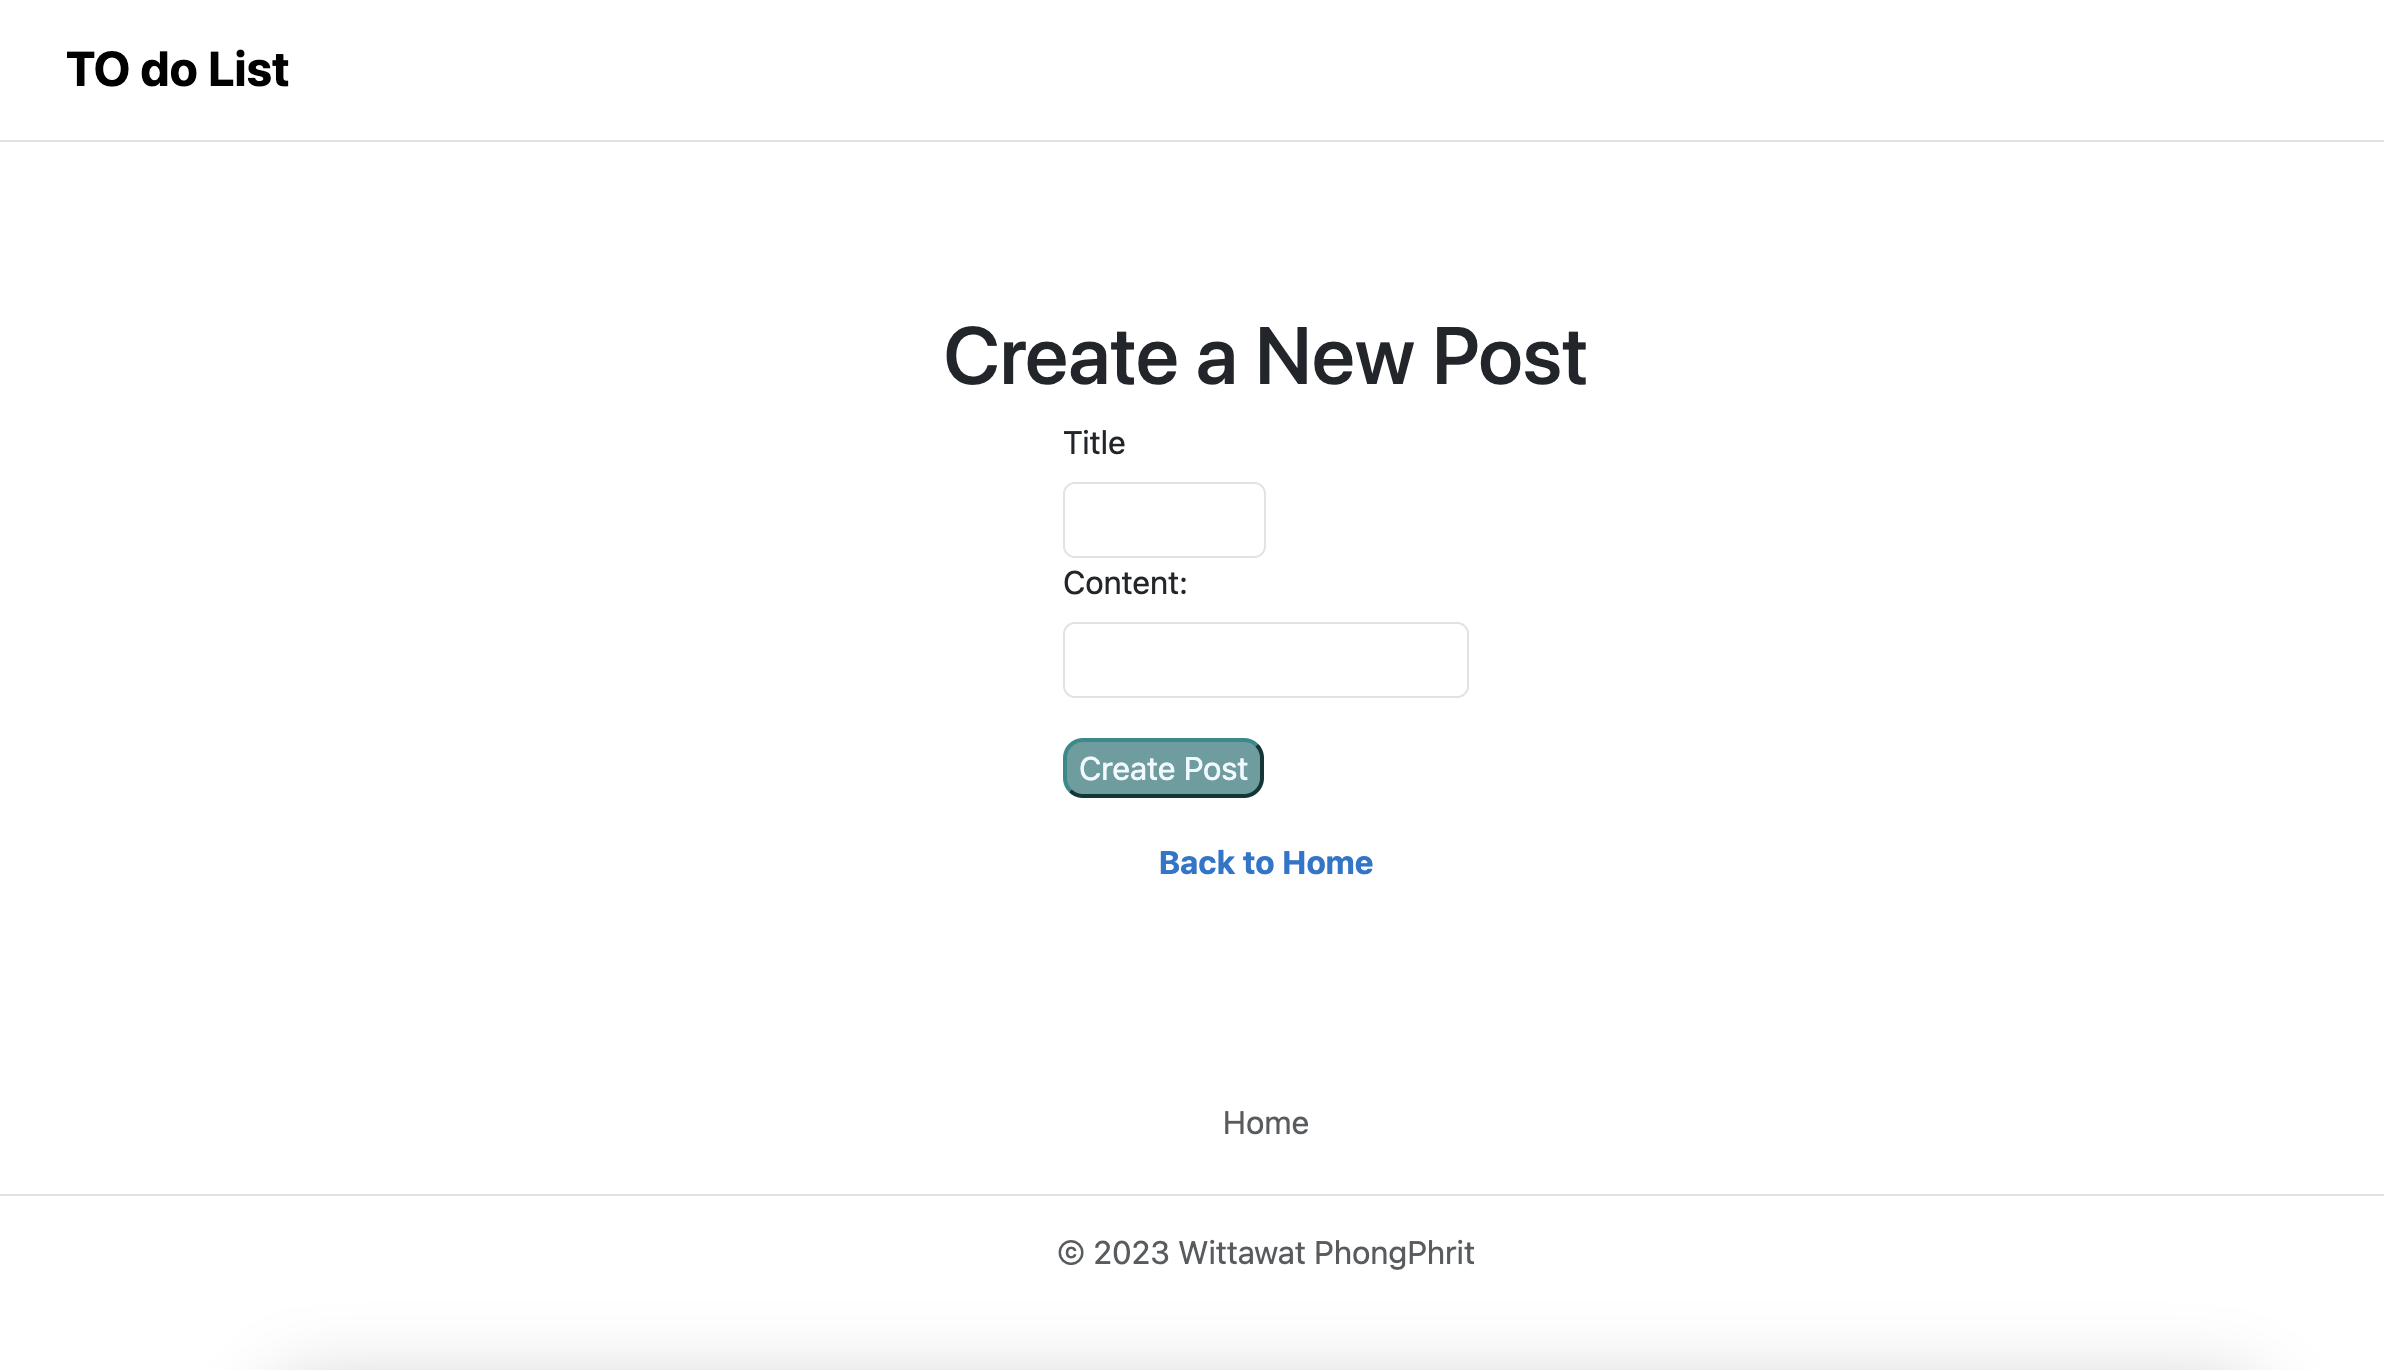 TO do List
Create a New Post
Title
Content:
Create Post
Back to Home
Home
© 2023 Wittawat PhongPhrit